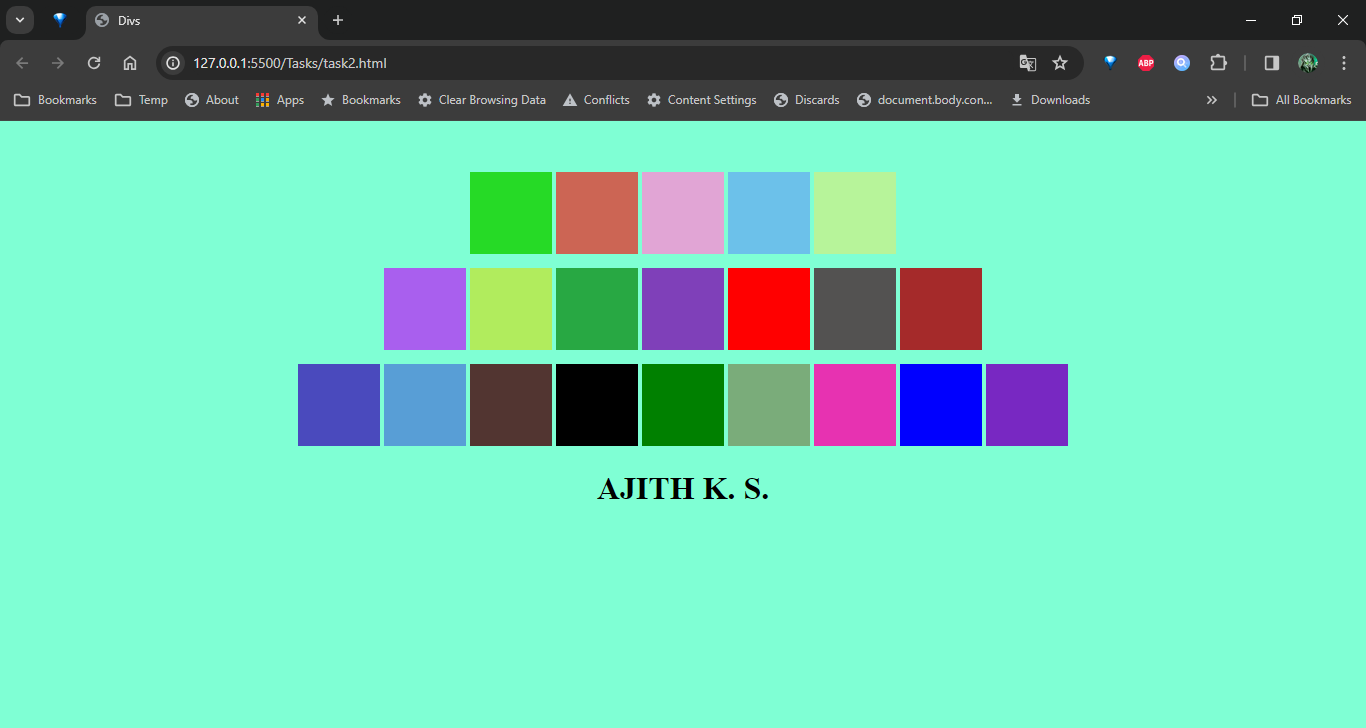 Divs
127.0.0.1:5500/Tasks/task2.html
ABP
Bookmarks Temp About Apps Bookmarks Clear Browsing Data Conflicts Content Settings Discards document.body.con... Downloads » All Bookmarks
AJITH K. S.